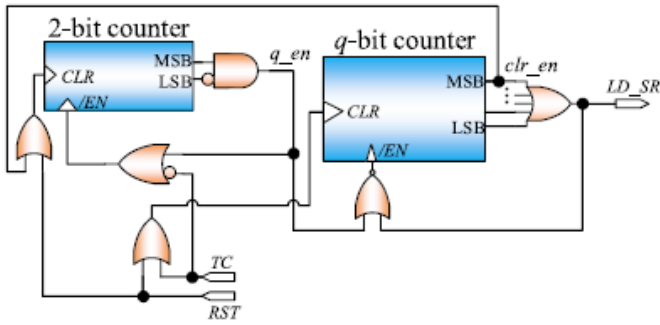 2-bit counter
q_en
q-bit counter
MSB
LSB
CLR
/EN
MSB
clr_en
LD_SR
CLR
LSB
/EN
TC
RST